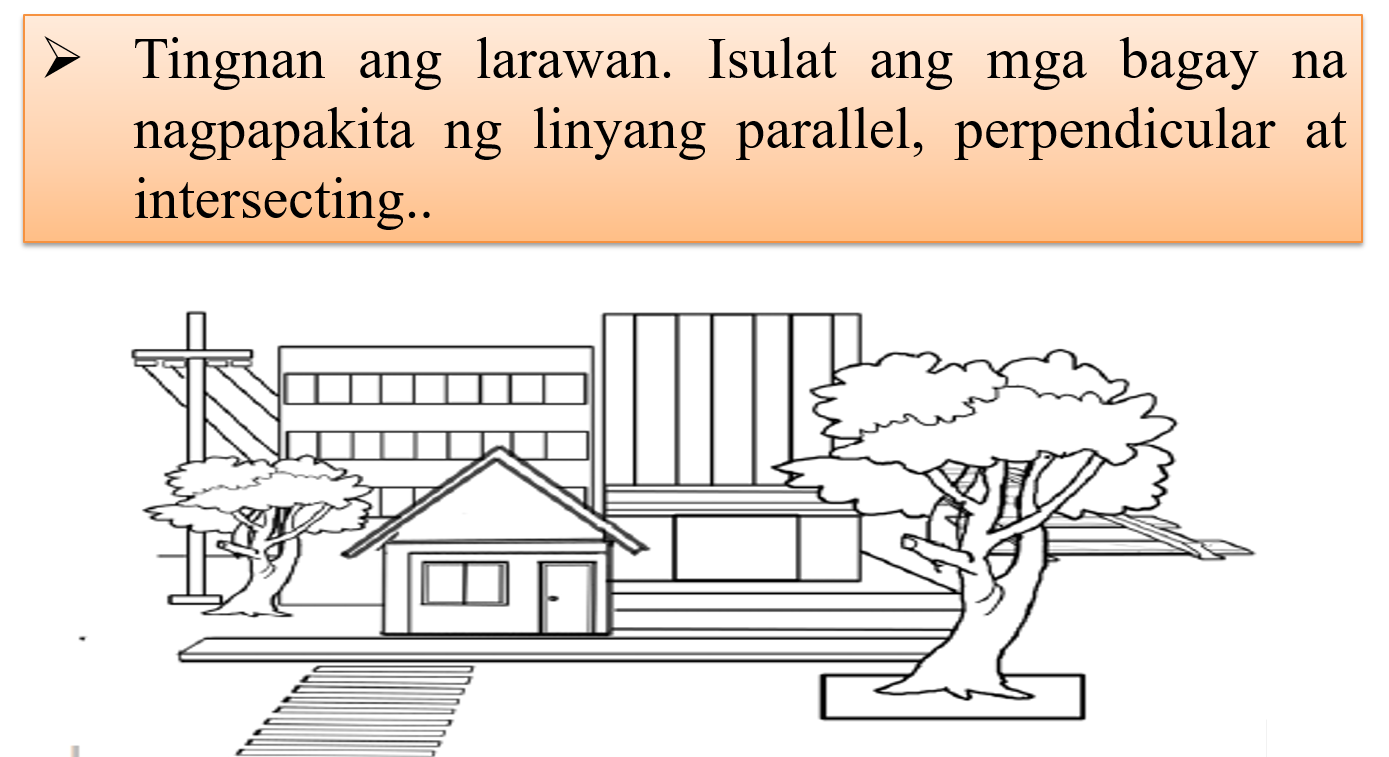 ➢ Tingnan ang larawan. Isulat ang mga bagay na
nagpapakita ng linyang parallel, perpendicular at
intersecting..